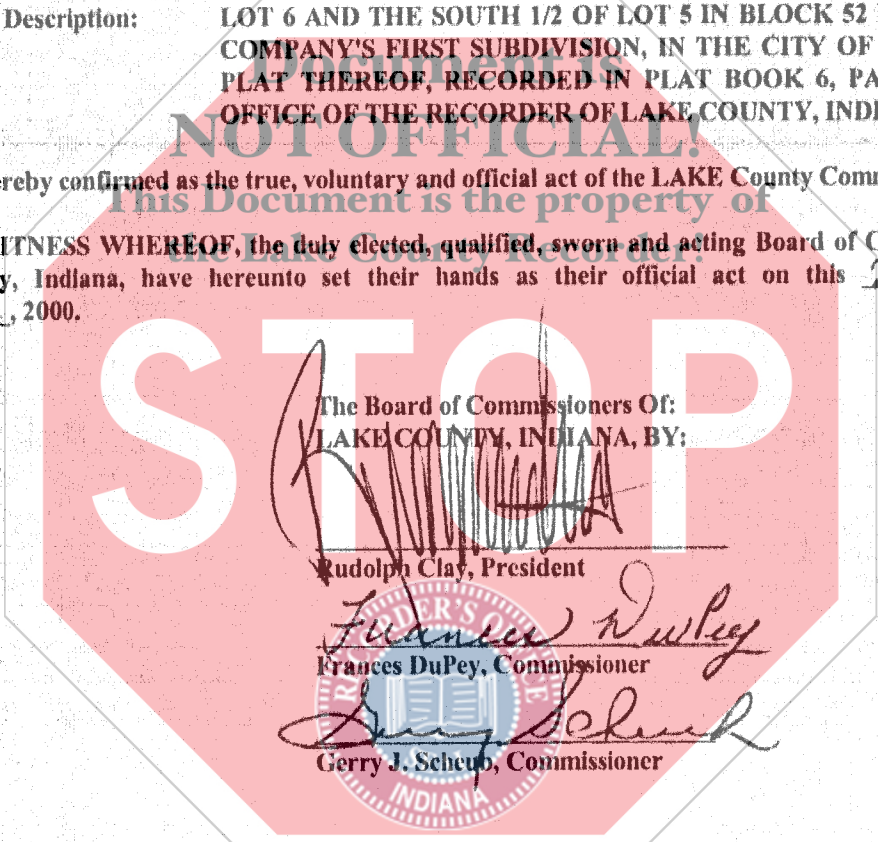 Description: LOT 6 AND THE SOUTH 1/2 OF LOT 5 IN BLOCK 52
COMPANY'S FIRST SUBDIVISION, IN THE CITY OF
Document is
PLAT THEREOF, RECORDED IN PLAT BOOK 6, PA
OFFICE OF THE RECORDER OF LAKE COUNTY, INDI
NOT OFFICIAL!
ereby confirmed as the true, voluntary and official act of the LAKE County Comm
This Document is the property of
ITNESS WHEREOF, the duly elected, qualified, sworn and acting Board of C
the Lake County Recorder!
y, Indiana, have hereunto set their hands as their official act on this
, 2000.
STOP
The Board of Commissioners Of:
LAKE COUNTY, INDIANA, BY:
Rudolph Clay, President
Frances DuPey
Frances DuPey, Commissioner
Gerry Scheub
Gerry J. Scheub, Commissioner
RECORDER'S OFFICE
SEAL
INDIANA